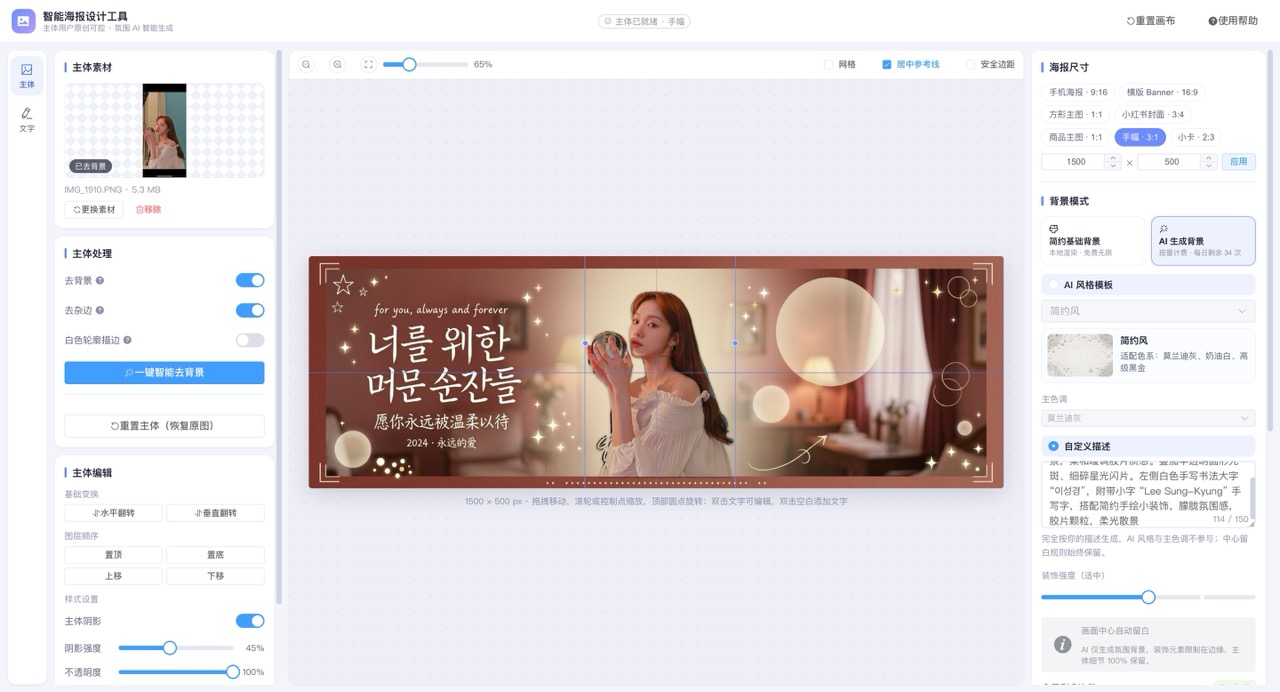 智能海报设计工具
主体用户原创可控 · 氛围 AI 智能生成
主体已就绪 · 手幅
重置画布
使用帮助
主体
文字
主体素材
已去背景
IMG_1910.PNG · 5.3 MB
更换素材
移除
主体处理
去背景
去杂边
白色轮廓描边
一键智能去背景
重置主体（恢复原图）
主体编辑
基础变换
水平翻转
垂直翻转
图层顺序
置顶
置底
上移
下移
样式设置
主体阴影
阴影强度
45%
不透明度
100%
65%
网格
居中参考线
安全边距
for you, always and forever
너를 위한
머문 순간들
愿你永远被温柔以待
2024 · 永远的爱
1500 × 500 px · 拖拽移动，滚轮或控制点缩放，顶部圆点旋转；双击文字可编辑，双击空白添加文字
海报尺寸
手机海报 · 9:16
横版 Banner · 16:9
方形主图 · 1:1
小红书封面 · 3:4
商品主图 · 1:1
手幅 · 3:1
小卡 · 2:3
1500
×
500
应用
背景模式
简约基础背景
本地渲染 · 免费无限
AI 生成背景
按量计费 · 每日剩余 34 次
AI 风格模板
简约风
简约风
适配色系：莫兰迪灰、奶油白、高
级黑金
主色调
莫兰迪灰
自定义描述
斑、细碎星光闪片。左侧白色手写书法大字
“이성경”，附带小字 “Lee Sung-Kyung” 手
写字，搭配简约手绘小装饰，朦胧氛围感，
胶片颗粒，柔光散景
114 / 150
完全按你的描述生成，AI 风格与主色调不参与；中心留
白规则始终保留。
装饰强度（适中）
画面中心自动留白
AI 仅生成氛围背景，装饰元素限制在边缘，主
体细节 100% 保留。